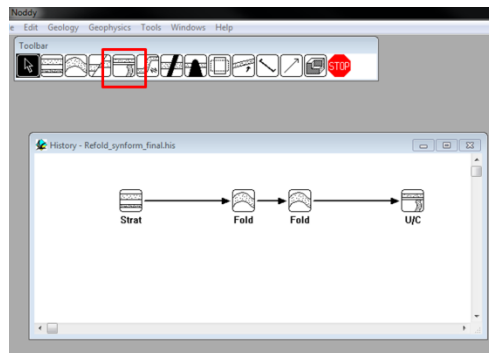 Noddy
e Edit Geology Geophysics Tools Windows Help
Toolbar
STOP
History - Refold_synform_final.his
Strat Fold Fold U/C